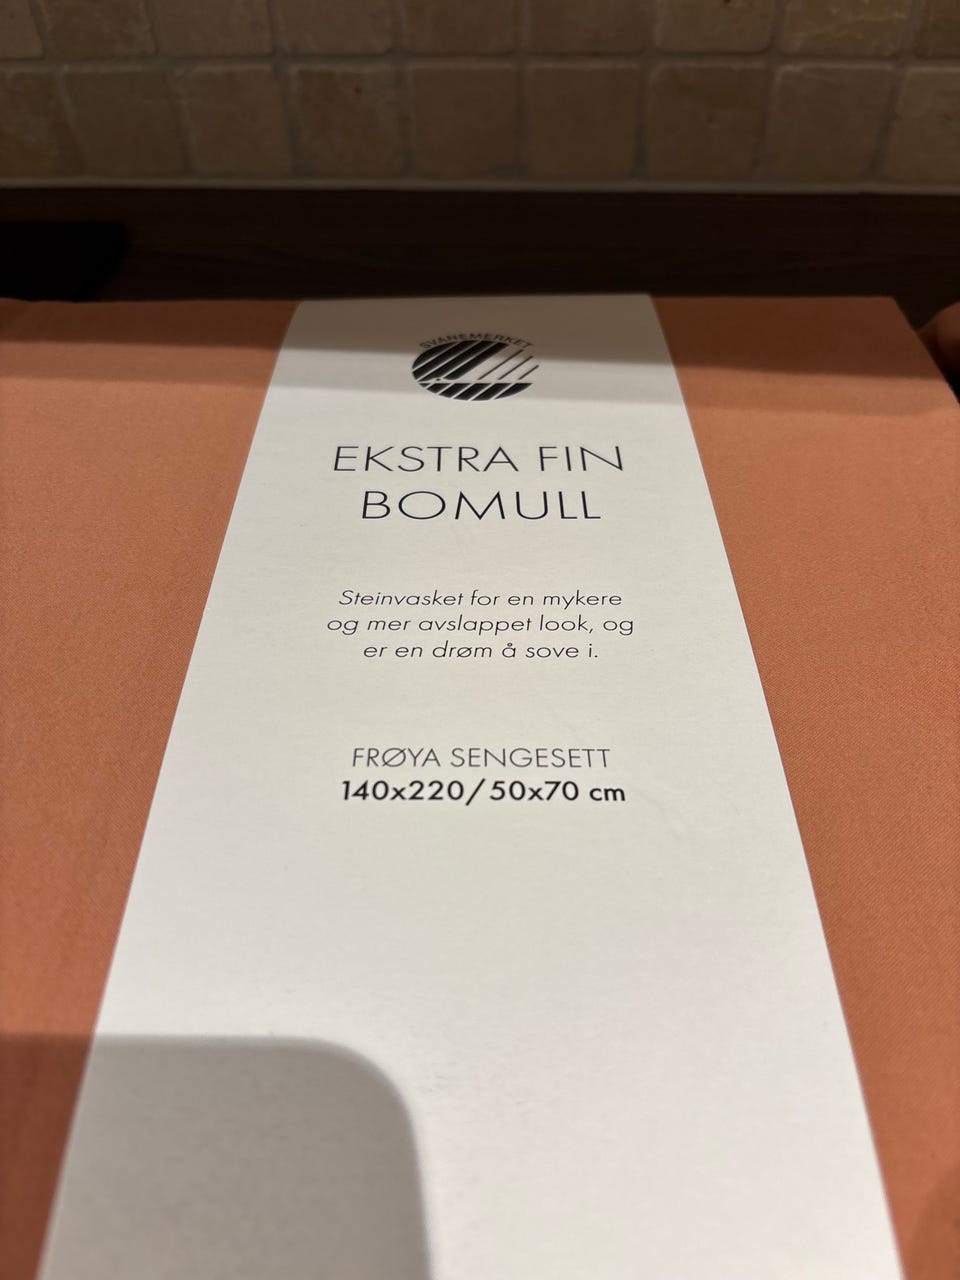 SVANEMERKET
EKSTRA FIN
BOMULL
Steinvasket for en mykere
og mer avslappet look, og
er en drøm å sove i.
FRØYA SENGESETT
140x220/50x70 cm